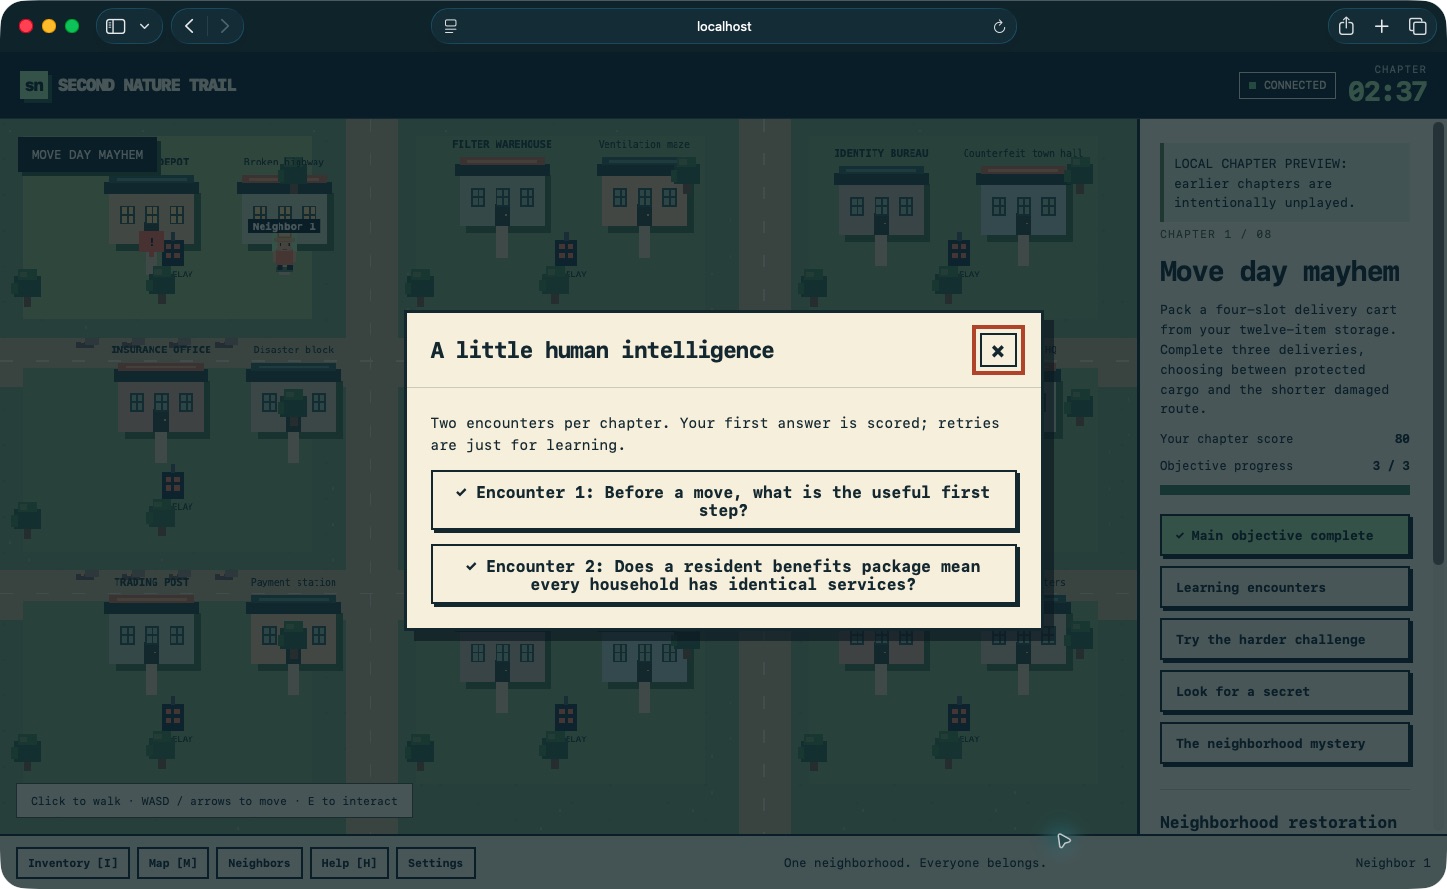 localhost
sn SECOND NATURE TRAIL
CONNECTED
CHAPTER
02:37
MOVE DAY MAYHEM
DEPOT
Broken highway
FILTER WAREHOUSE
Ventilation maze
IDENTITY BUREAU
Counterfeit town hall
Neighbor 1
!
INSURANCE OFFICE
Disaster block
TRADING POST
Payment station
A little human intelligence
×
Two encounters per chapter. Your first answer is scored; retries
are just for learning.
✓ Encounter 1: Before a move, what is the useful first
step?
✓ Encounter 2: Does a resident benefits package mean
every household has identical services?
LOCAL CHAPTER PREVIEW:
earlier chapters are
intentionally unplayed.
CHAPTER 1 / 08
Move day mayhem
Pack a four-slot delivery cart
from your twelve-item storage.
Complete three deliveries,
choosing between protected
cargo and the shorter damaged
route.
Your chapter score 80
Objective progress 3 / 3
✓ Main objective complete
Learning encounters
Try the harder challenge
Look for a secret
The neighborhood mystery
Neighborhood restoration
Click to walk · WASD / arrows to move · E to interact
Inventory [I]
Map [M]
Neighbors
Help [H]
Settings
One neighborhood. Everyone belongs.
Neighbor 1